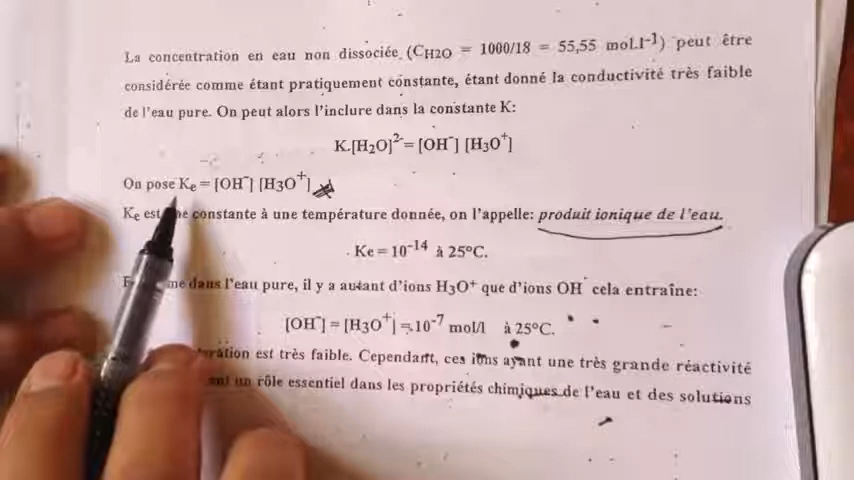 La concentration en eau non dissociée (CH2O = 1000/18 = 55,55 mol.l⁻¹) peut être
considérée comme étant pratiquement constante, étant donné la conductivité très faible
de l'eau pure. On peut alors l'inclure dans la constante K:
K.[H₂O]²⁻= [OH⁻] [H₃O⁺]
On pose Ke = [OH⁻] [H3O⁺]
Ke est constante à une température donnée, on l'appelle: produit ionique de l'eau.
Ke = 10⁻¹⁴ à 25°C.
dans l'eau pure, il y a autant d'ions H₃O⁺ que d'ions OH⁻ cela entraîne:
[OH⁻] = [H₃O⁺] = 10⁻⁷ mol/l à 25°C.
est très faible. Cependant, ces ions ayant une très grande réactivité
un rôle essentiel dans les propriétés chimiques de l'eau et des solutions